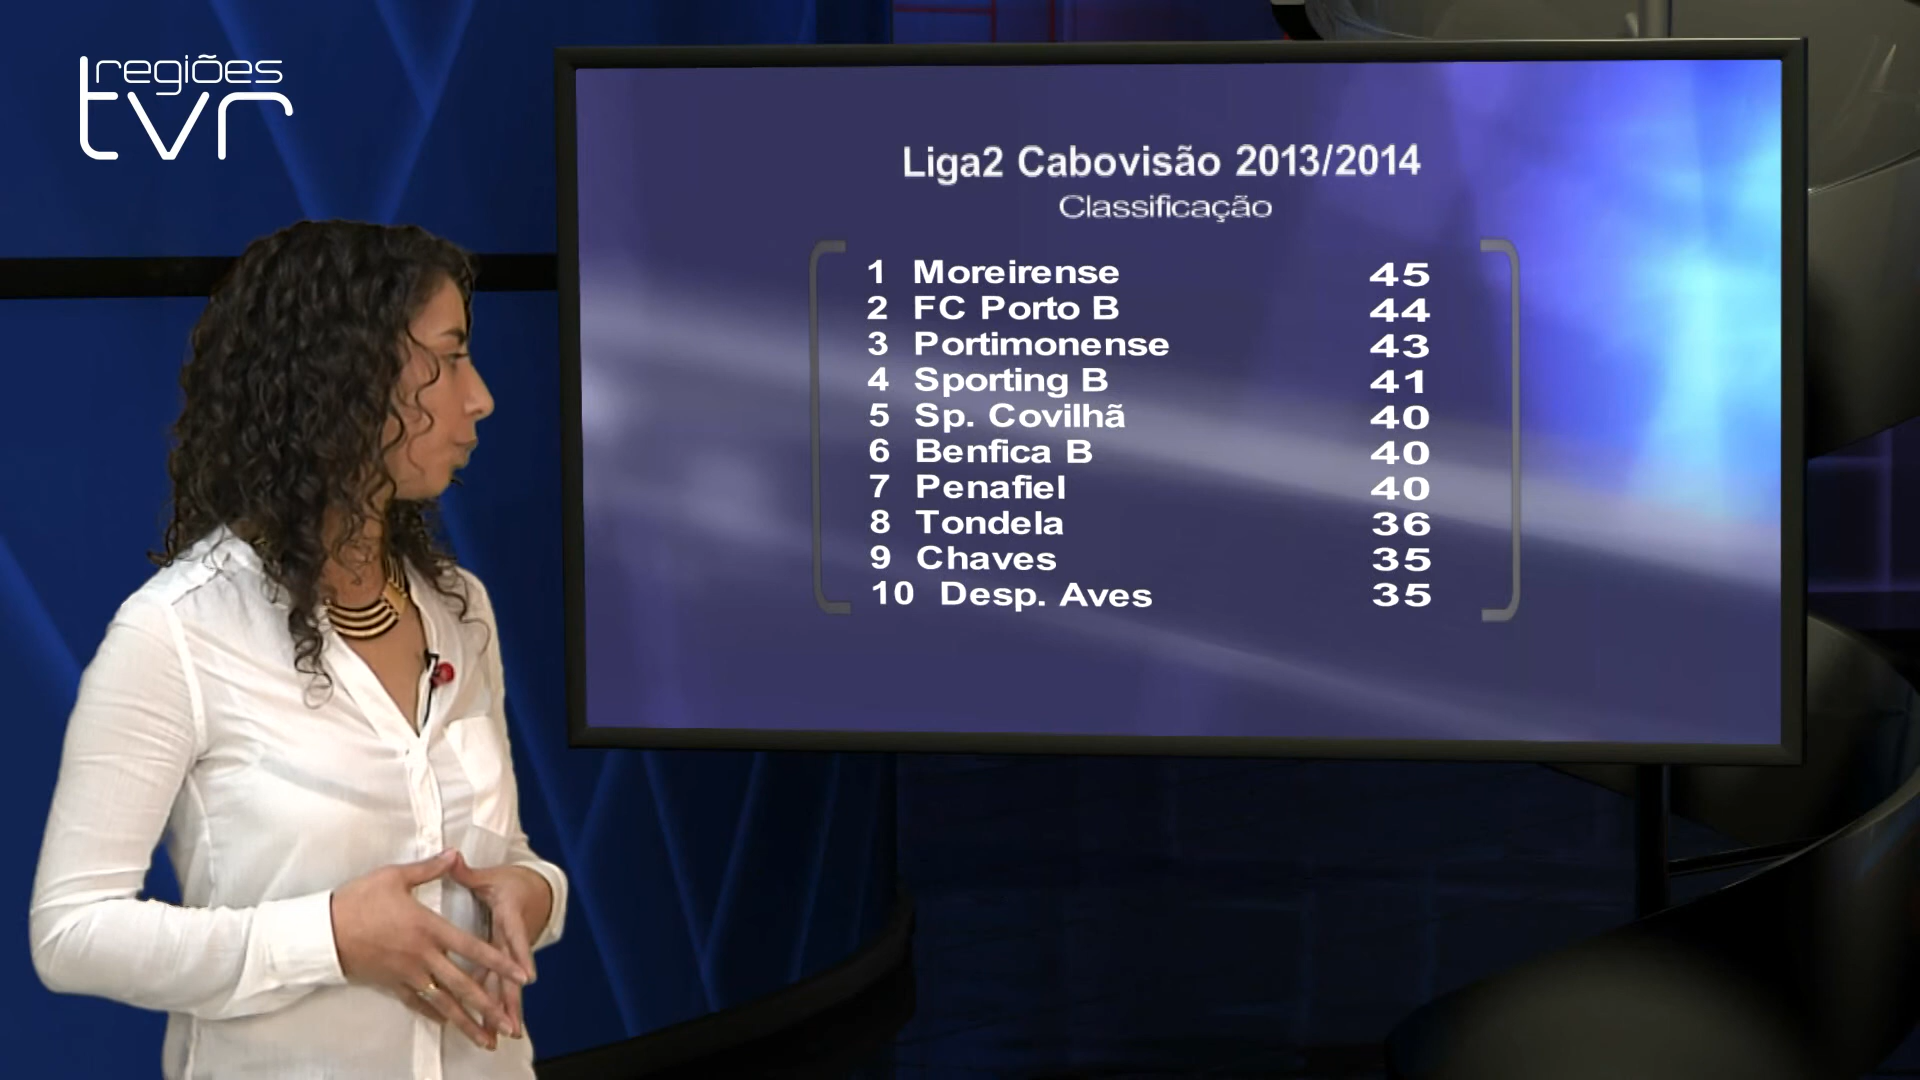 regiões
tvr
Liga2 Cabovisão 2013/2014
Classificação
1 Moreirense 45
2 FC Porto B 44
3 Portimonense 43
4 Sporting B 41
5 Sp. Covilhã 40
6 Benfica B 40
7 Penafiel 40
8 Tondela 36
9 Chaves 35
10 Desp. Aves 35